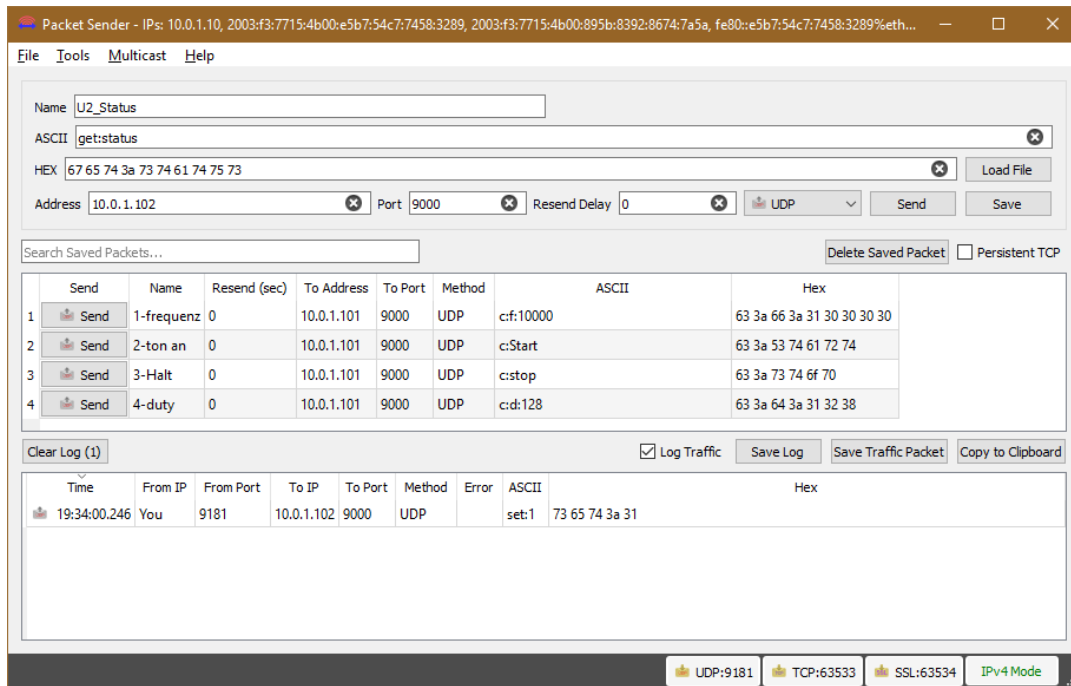 Packet Sender - IPs: 10.0.1.10, 2003:f3:7715:4b00:e5b7:54c7:7458:3289, 2003:f3:7715:4b00:895b:8392:8674:7a5a, fe80::e5b7:54c7:7458:3289%eth...
File Tools Multicast Help
Name U2_Status
ASCII get:status
HEX 67 65 74 3a 73 74 61 74 75 73 Load File
Address 10.0.1.102 Port 9000 Resend Delay 0 UDP Send Save
Search Saved Packets... Delete Saved Packet Persistent TCP
Send Name Resend (sec) To Address To Port Method ASCII Hex
1 Send 1-frequenz 0 10.0.1.101 9000 UDP c:f:10000 63 3a 66 3a 31 30 30 30 30
2 Send 2-ton an 0 10.0.1.101 9000 UDP c:Start 63 3a 53 74 61 72 74
3 Send 3-Halt 0 10.0.1.101 9000 UDP c:stop 63 3a 73 74 6f 70
4 Send 4-duty 0 10.0.1.101 9000 UDP c:d:128 63 3a 64 3a 31 32 38
Clear Log (1) Log Traffic Save Log Save Traffic Packet Copy to Clipboard
Time From IP From Port To IP To Port Method Error ASCII Hex
19:34:00.246 You 9181 10.0.1.102 9000 UDP set:1 73 65 74 3a 31
UDP:9181 TCP:63533 SSL:63534 IPv4 Mode